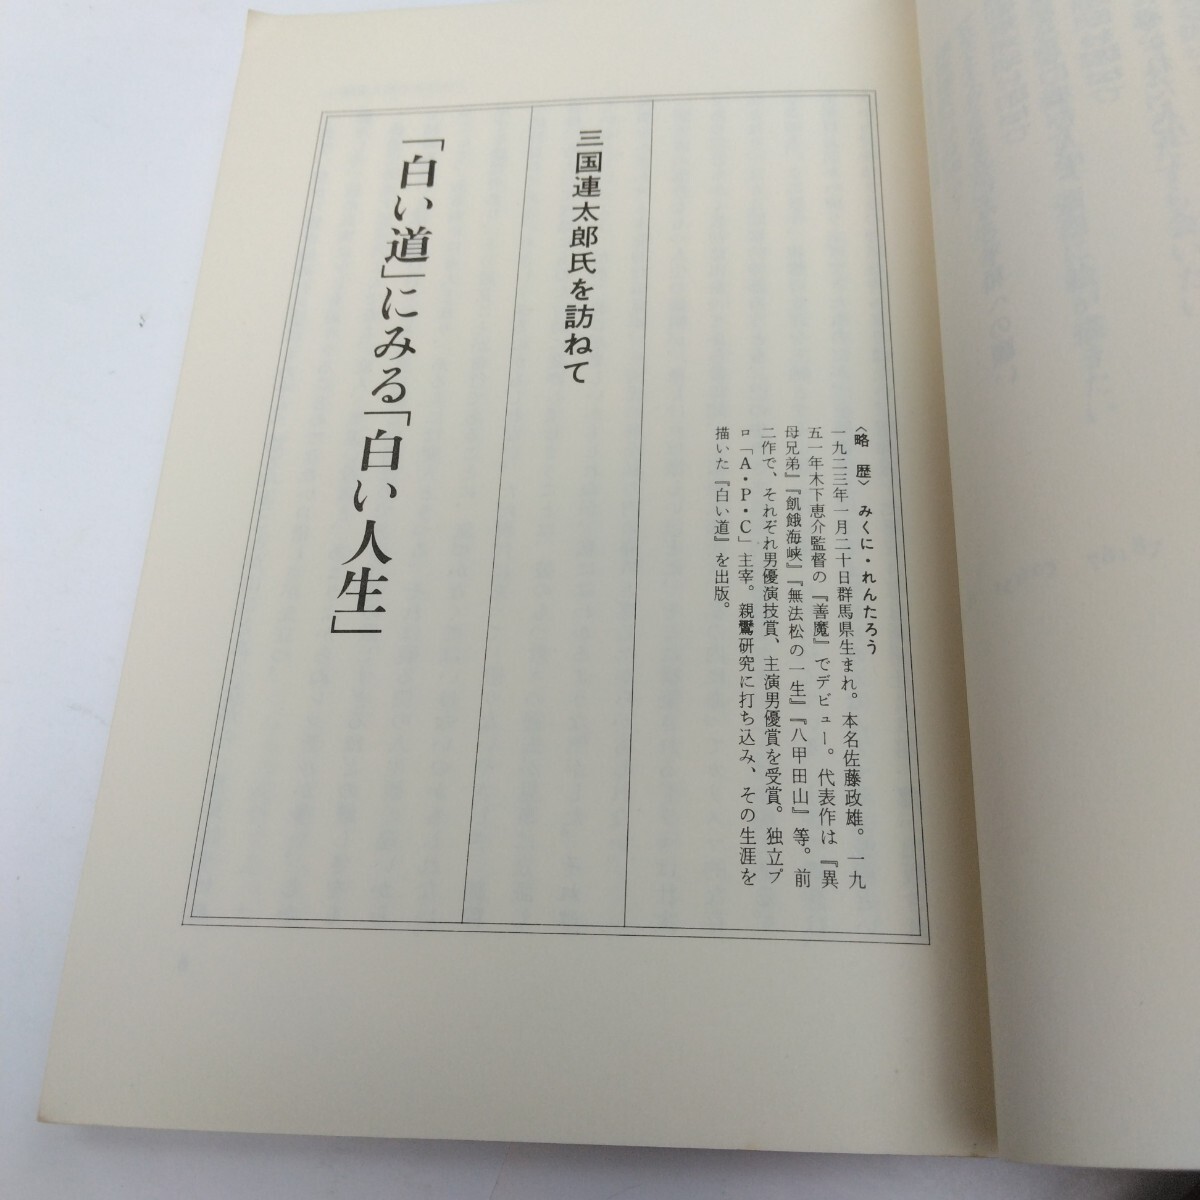 〈略歴〉 みくに・れんたろう
一九二三年一月二十日群馬県生まれ。本名佐藤政雄。一九
五一年木下恵介監督の『善魔』でデビュー。代表作は『異
母兄弟』『飢餓海峡』『無法松の一生』『八甲田山』等。前
二作で、それぞれ男優演技賞、主演男優賞を受賞。独立プ
ロ「A・P・C」主宰。親鸞研究に打ち込み、その生涯を
描いた『白い道』を出版。
三国連太郎氏を訪ねて
「白い道」にみる「白い人生」